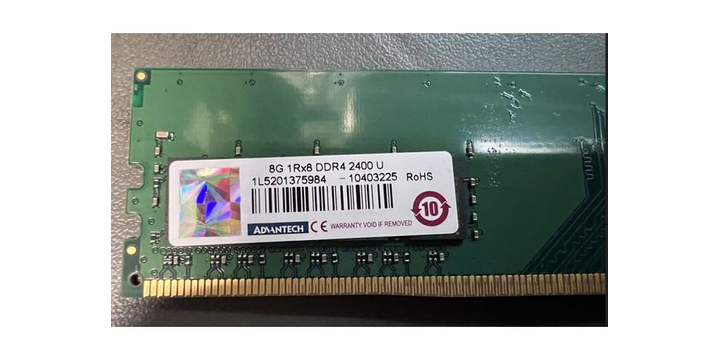 8G 1Rx8 DDR4 2400 U
1L5201375984 - 10403225 RoHS
10
ADVANTECH CE WARRANTY VOID IF REMOVED